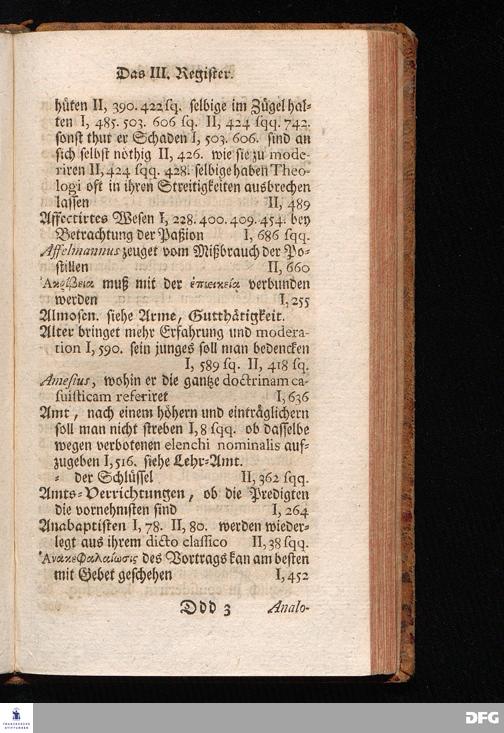 Das III. Register.
hüten II, 390. 422 sq. selbige im Zügel hal-
ten I, 485. 503. 606 sq. II, 424 sqq. 742.
sonst thut er Schaden I, 503. 606. sind an
sich selbst nöthig II, 426. wie sie zu mode-
riren II, 424 sqq. 428. selbige haben Theo-
logi oft in ihren Streitigkeiten ausbrechen
lassen II, 489
Affectirtes Wesen I, 228. 400. 409. 454. bey
Betrachtung der Paßion I, 686 sqq.
Affelmannus zeuget vom Mißbrauch der Po-
stillen II, 660
Ἀκρίβεια muß mit der ἐπιεικείᾳ verbunden
werden I, 255
Almosen. siehe Arme, Gutthätigkeit.
Alter bringet mehr Erfahrung und modera-
tion I, 590. sein junges soll man bedencken
I, 589 sq. II, 418 sq.
Amesius, wohin er die gantze doctrinam ca-
suisticam referiret I, 636
Amt, nach einem höhern und einträglichern
soll man nicht streben I, 8 sqq. ob dasselbe
wegen verbotenen elenchi nominalis auf-
zugeben I, 516. siehe Lehr-Amt.
- der Schlüssel II, 362 sqq.
Amts-Verrichtungen, ob die Predigten
die vornehmsten sind I, 264
Anabaptisten I, 78. II, 80. werden wieder-
legt aus ihrem dicto classico II, 38 sqq.
Ἀνακεφαλαίωσις des Vortrags kan am besten
mit Gebet geschehen I, 452
Ddd 3 Analo-
FRANCKESCHE
STIFTUNGEN
DFG